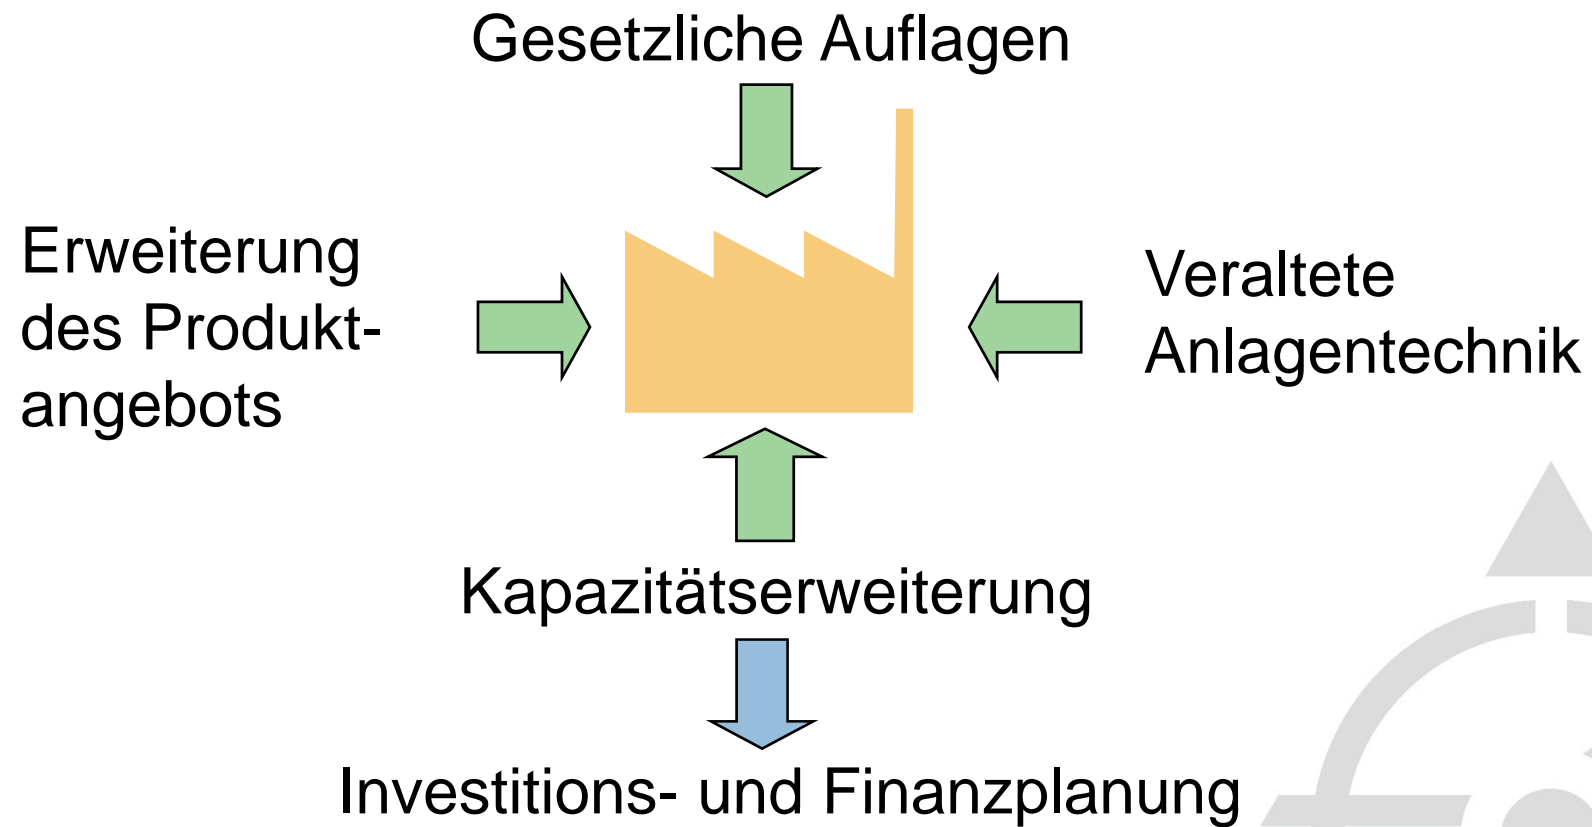 Gesetzliche Auflagen
Erweiterung
des Produkt-
angebots
Veraltete
Anlagentechnik
Kapazitätserweiterung
Investitions- und Finanzplanung